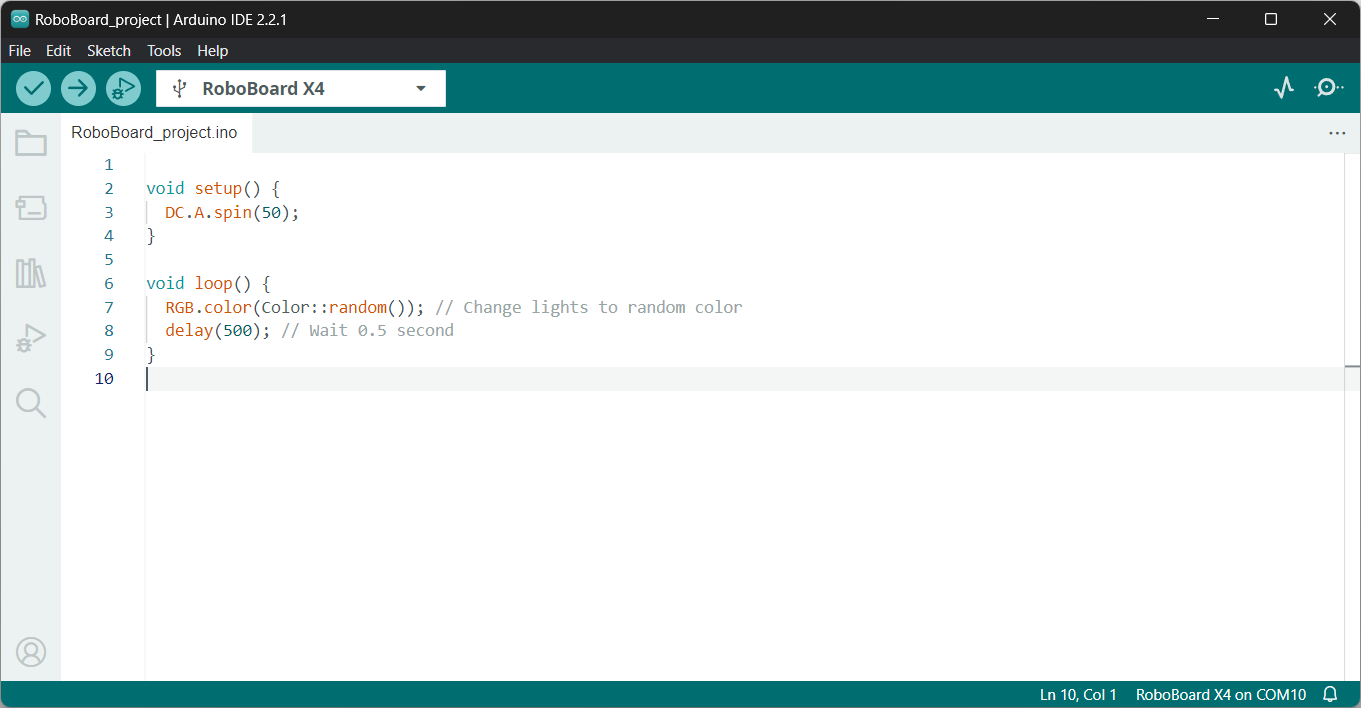 RoboBoard_project | Arduino IDE 2.2.1
File Edit Sketch Tools Help
RoboBoard X4
RoboBoard_project.ino
1
2 void setup() {
3 DC.A.spin(50);
4 }
5
6 void loop() {
7 RGB.color(Color::random()); // Change lights to random color
8 delay(500); // Wait 0.5 second
9 }
10
Ln 10, Col 1 RoboBoard X4 on COM10